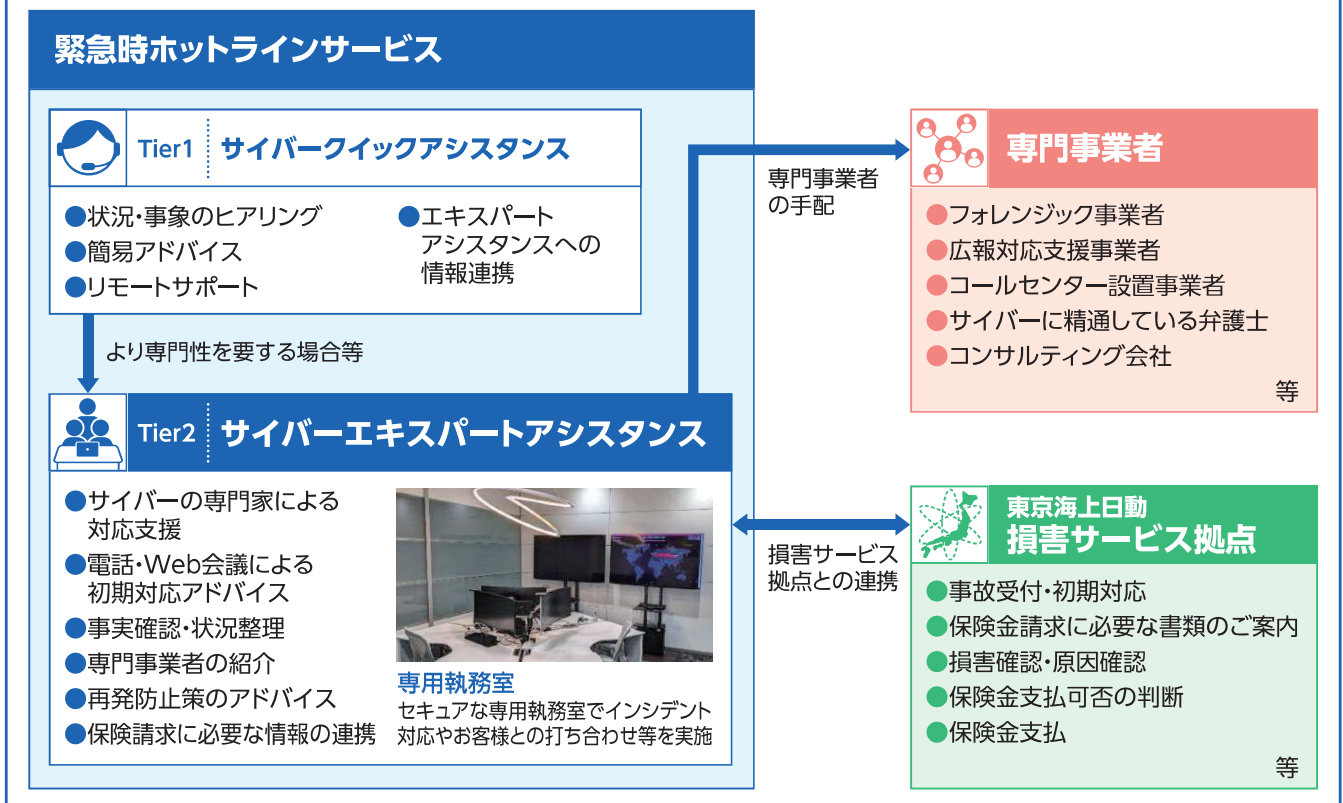 緊急時ホットラインサービス
Tier1 サイバークイックアシスタンス
●状況・事象のヒアリング
●簡易アドバイス
●リモートサポート
●エキスパート
アシスタンスへの
情報連携
より専門性を要する場合等
Tier2 サイバーエキスパートアシスタンス
●サイバーの専門家による
対応支援
●電話・Web会議による
初期対応アドバイス
●事実確認・状況整理
●専門事業者の紹介
●再発防止策のアドバイス
●保険請求に必要な情報の連携
専用執務室
セキュアな専用執務室でインシデント
対応やお客様との打ち合わせ等を実施
専門事業者
の手配
専門事業者
●フォレンジック事業者
●広報対応支援事業者
●コールセンター設置事業者
●サイバーに精通している弁護士
●コンサルティング会社
等
損害サービス
拠点との連携
東京海上日動
損害サービス拠点
●事故受付・初期対応
●保険金請求に必要な書類のご案内
●損害確認・原因確認
●保険金支払可否の判断
●保険金支払
等